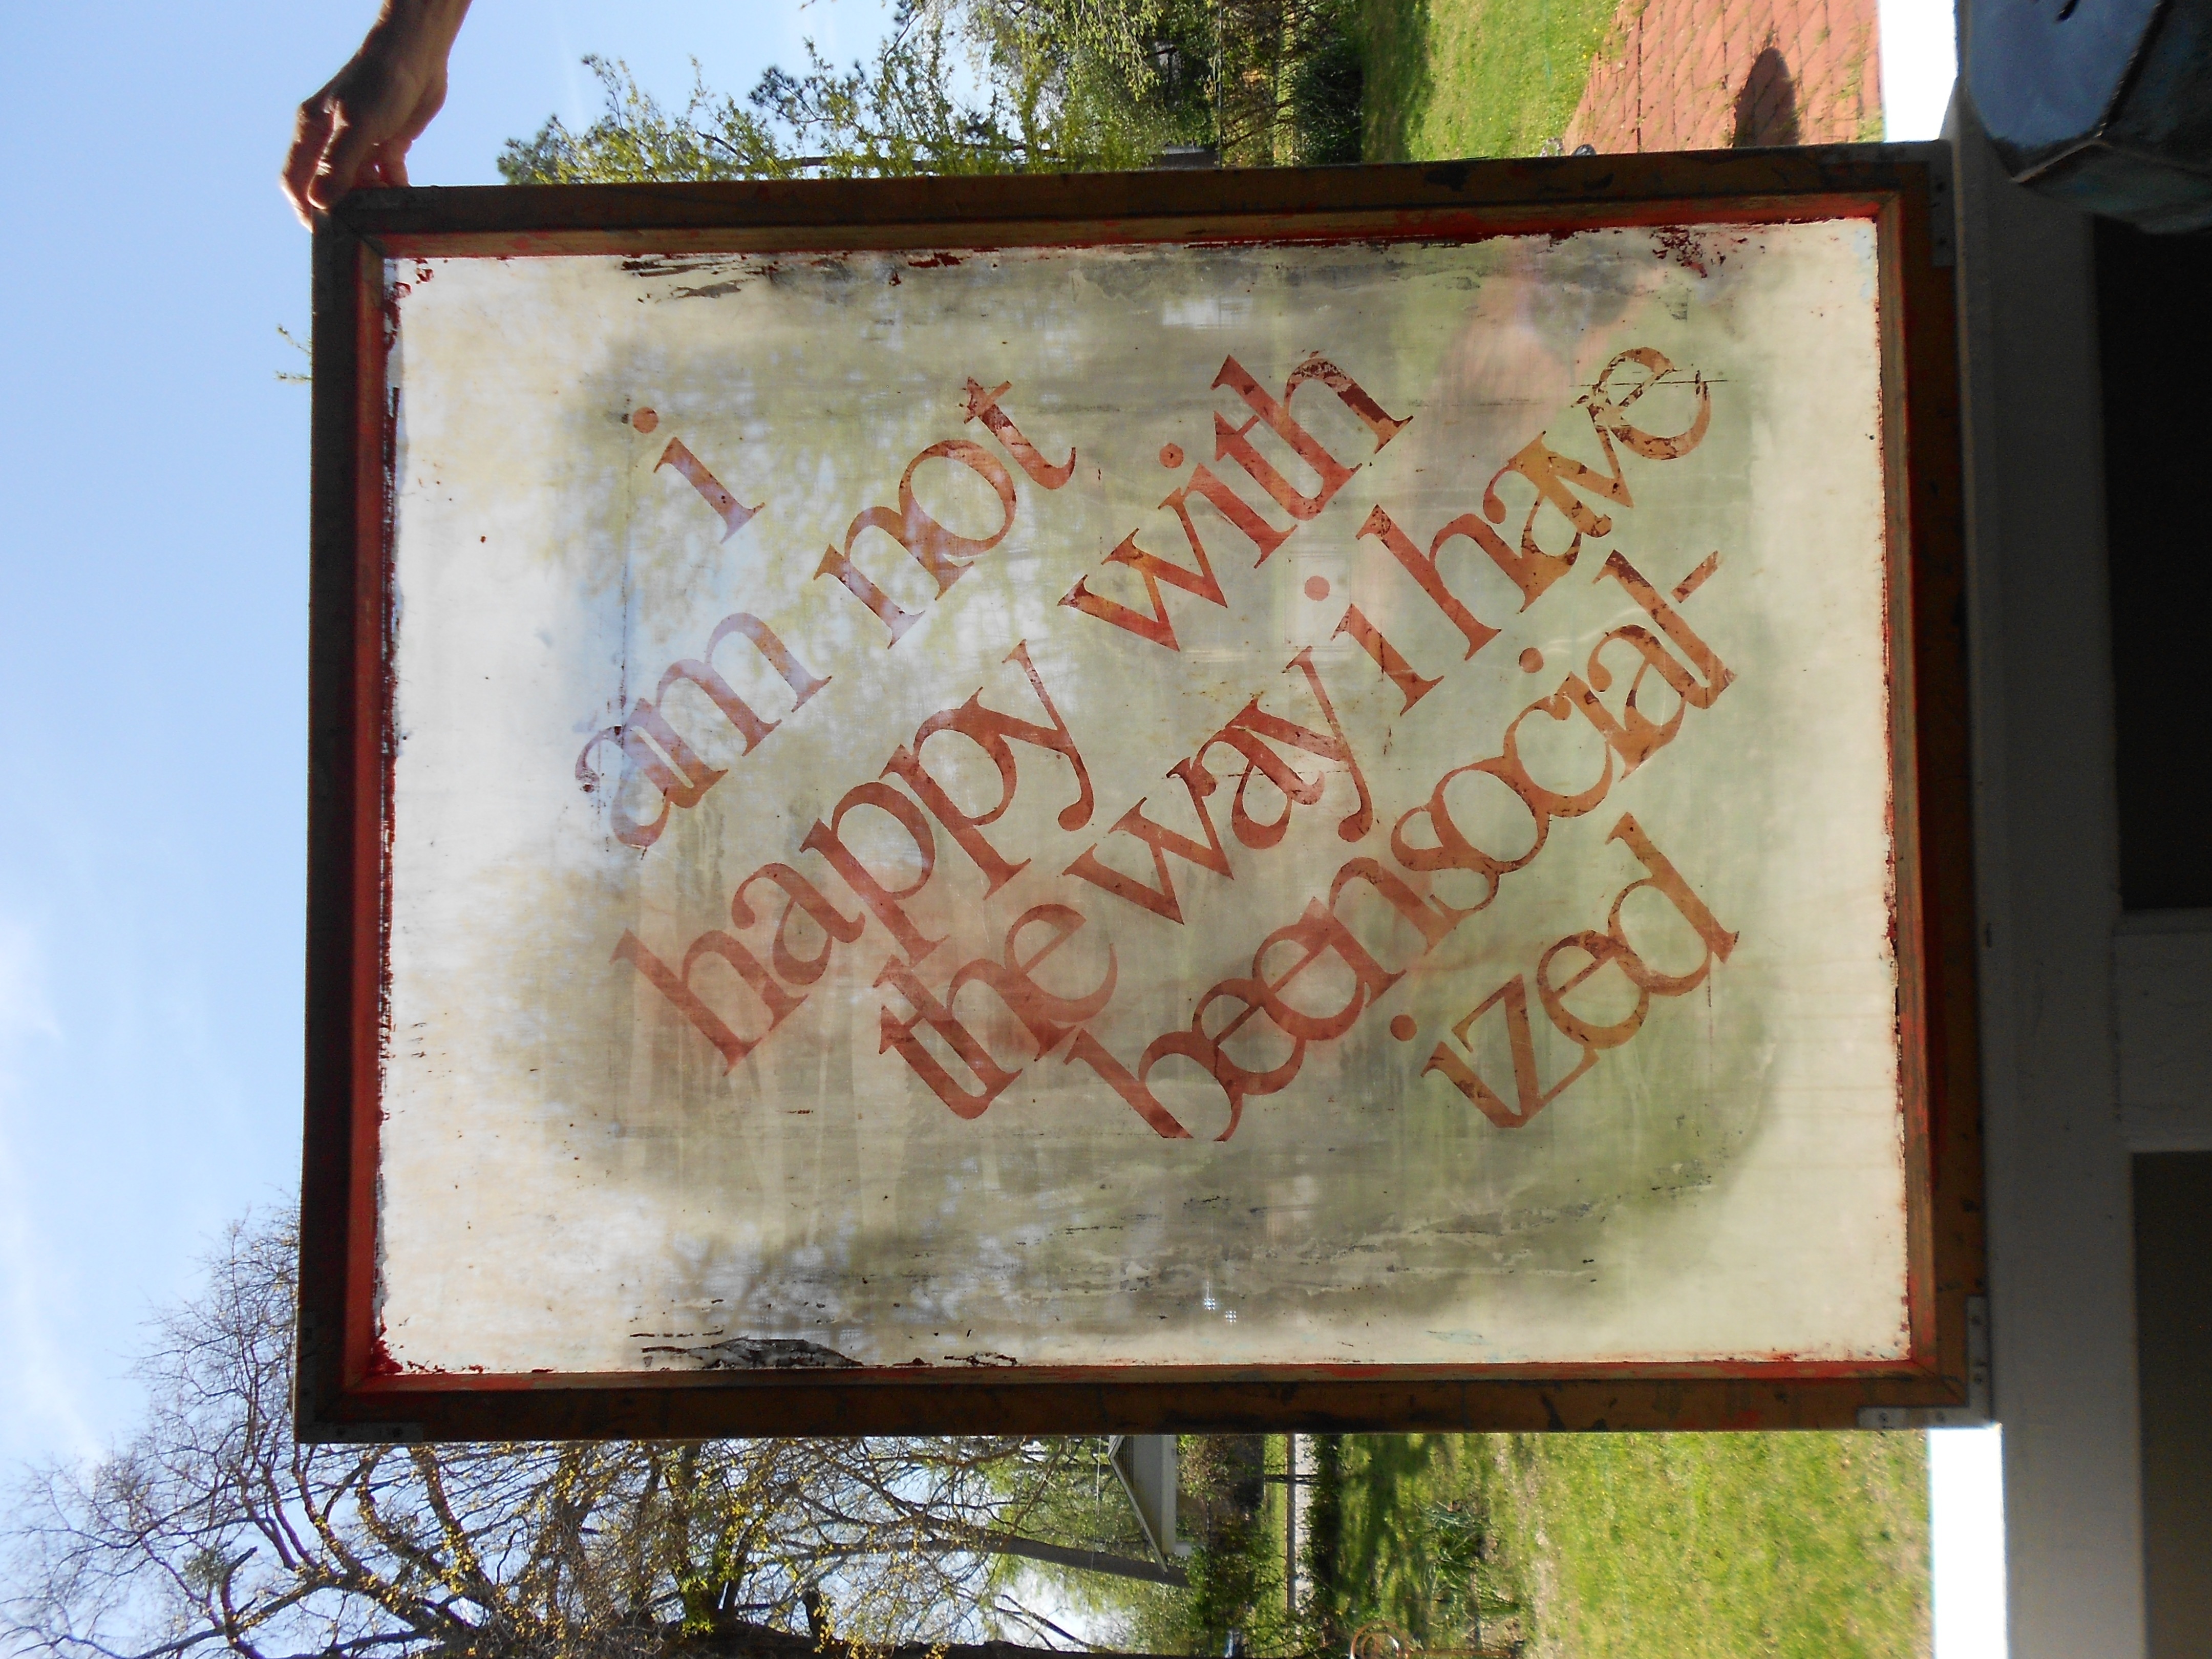 i
am not
happy with
the way i have
been social-
ized